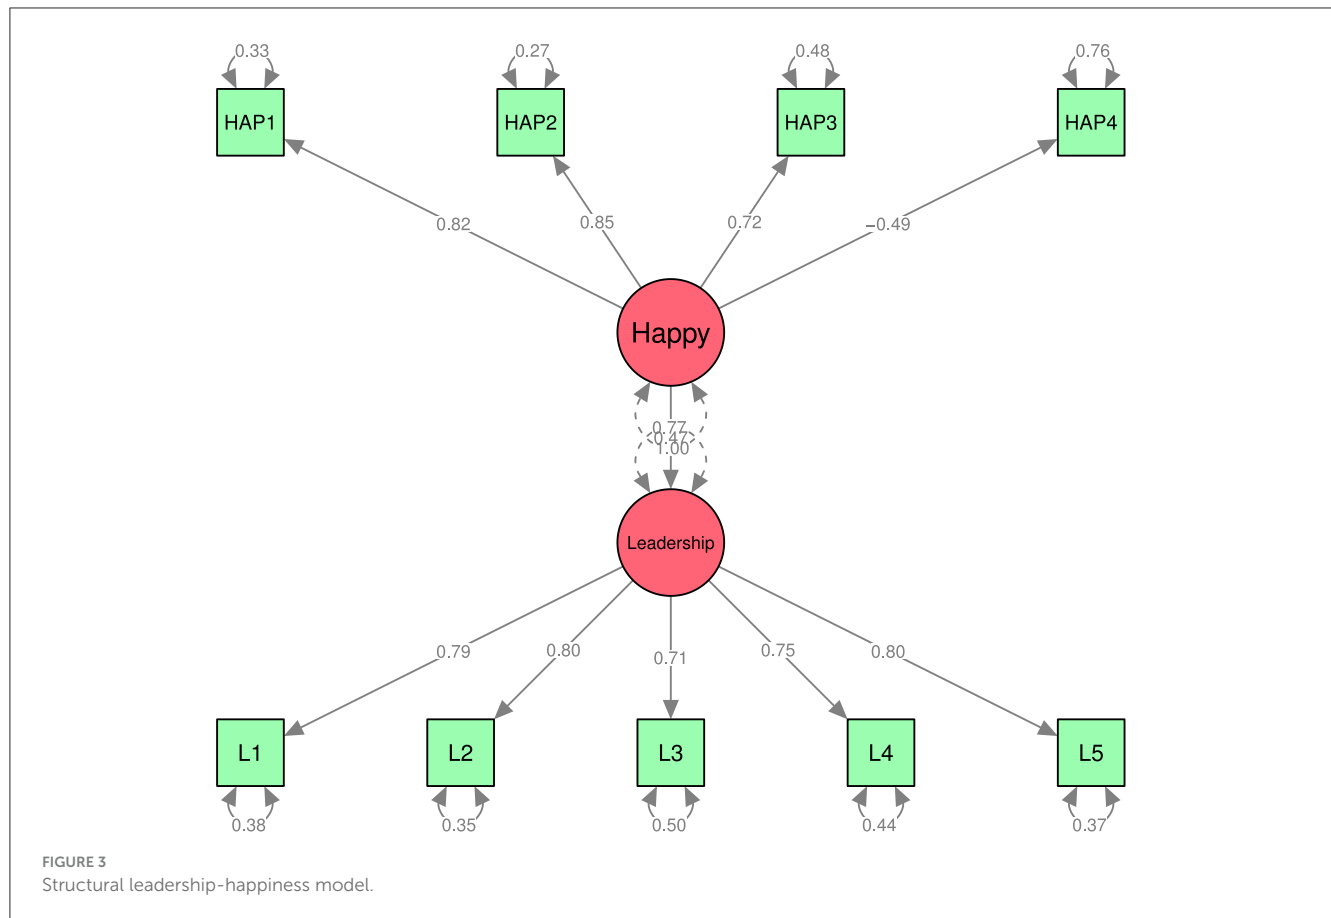 0.33 0.27 0.48 0.76
HAP1 HAP2 HAP3 HAP4
0.82 0.85 0.72 −0.49
Happy
0.77
0.47
1.00
Leadership
0.79 0.80 0.71 0.75 0.80
L1 L2 L3 L4 L5
0.38 0.35 0.50 0.44 0.37
FIGURE 3
Structural leadership-happiness model.